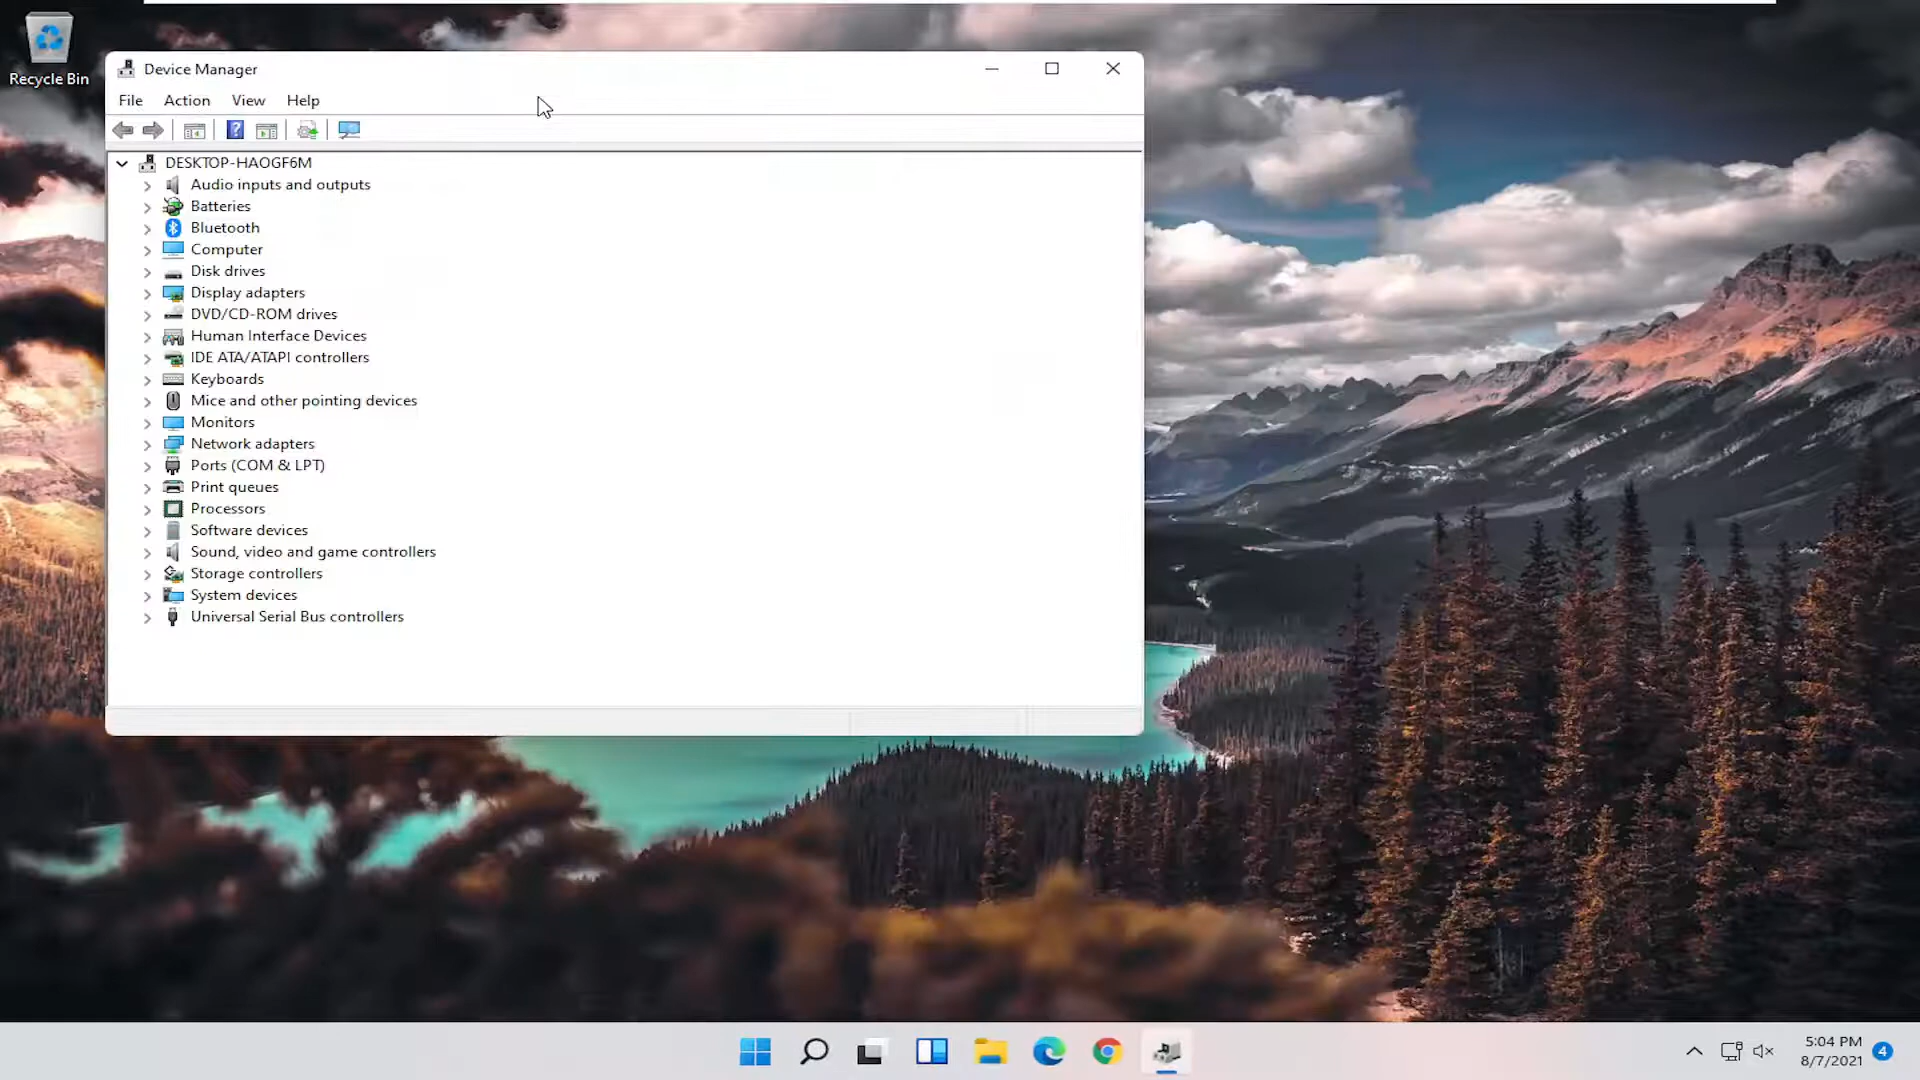 Recycle Bin
Device Manager
File Action View Help
?
DESKTOP-HAOGF6M
Audio inputs and outputs
Batteries
Bluetooth
Computer
Disk drives
Display adapters
DVD/CD-ROM drives
Human Interface Devices
IDE ATA/ATAPI controllers
Keyboards
Mice and other pointing devices
Monitors
Network adapters
Ports (COM & LPT)
Print queues
Processors
Software devices
Sound, video and game controllers
Storage controllers
System devices
Universal Serial Bus controllers
5:04 PM
8/7/2021
4